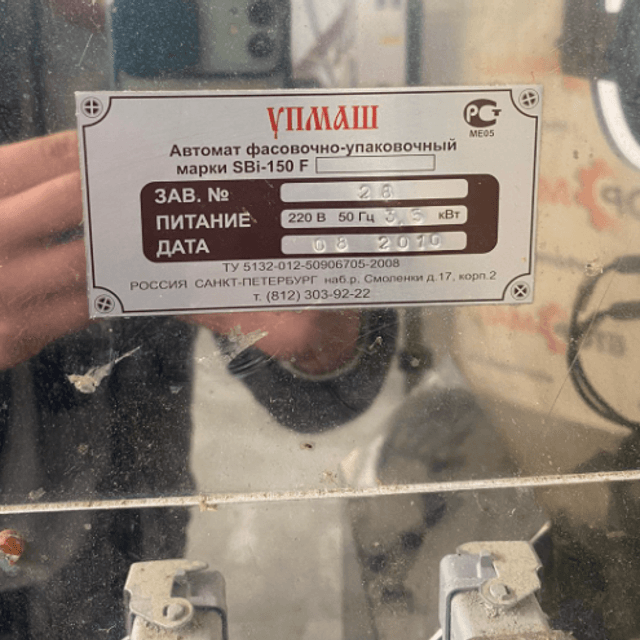 УПМАШ
РСТ
МЕ05
Автомат фасовочно-упаковочный
марки SBi-150 F
ЗАВ. № 26
ПИТАНИЕ 220 В 50 Гц 3,5 кВт
ДАТА 08 2010
ТУ 5132-012-50906705-2008
РОССИЯ САНКТ-ПЕТЕРБУРГ наб.р. Смоленки д.17, корп.2
т. (812) 303-92-22